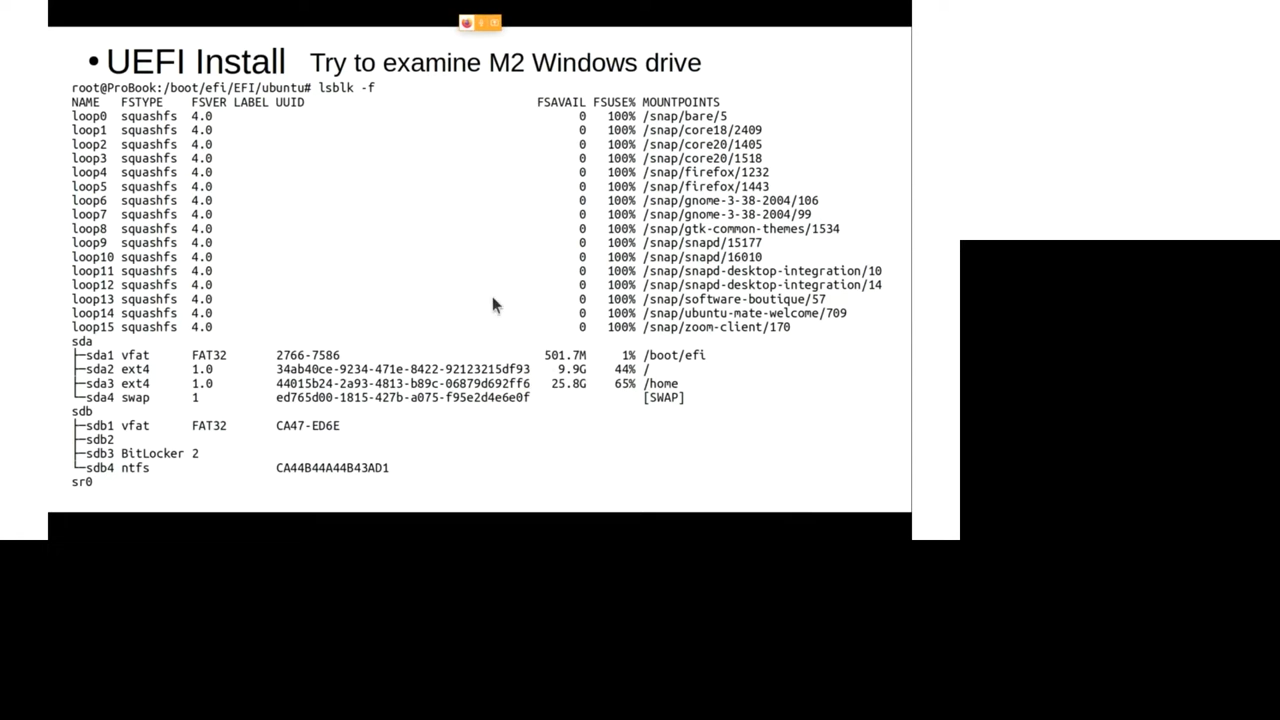 • UEFI Install Try to examine M2 Windows drive
root@ProBook:/boot/efi/EFI/ubuntu# lsblk -f
NAME FSTYPE FSVER LABEL UUID FSAVAIL FSUSE% MOUNTPOINTS
loop0 squashfs 4.0 0 100% /snap/bare/5
loop1 squashfs 4.0 0 100% /snap/core18/2409
loop2 squashfs 4.0 0 100% /snap/core20/1405
loop3 squashfs 4.0 0 100% /snap/core20/1518
loop4 squashfs 4.0 0 100% /snap/firefox/1232
loop5 squashfs 4.0 0 100% /snap/firefox/1443
loop6 squashfs 4.0 0 100% /snap/gnome-3-38-2004/106
loop7 squashfs 4.0 0 100% /snap/gnome-3-38-2004/99
loop8 squashfs 4.0 0 100% /snap/gtk-common-themes/1534
loop9 squashfs 4.0 0 100% /snap/snapd/15177
loop10 squashfs 4.0 0 100% /snap/snapd/16010
loop11 squashfs 4.0 0 100% /snap/snapd-desktop-integration/10
loop12 squashfs 4.0 0 100% /snap/snapd-desktop-integration/14
loop13 squashfs 4.0 0 100% /snap/software-boutique/57
loop14 squashfs 4.0 0 100% /snap/ubuntu-mate-welcome/709
loop15 squashfs 4.0 0 100% /snap/zoom-client/170
sda
├─sda1 vfat FAT32 2766-7586 501.7M 1% /boot/efi
├─sda2 ext4 1.0 34ab40ce-9234-471e-8422-92123215df93 9.9G 44% /
├─sda3 ext4 1.0 44015b24-2a93-4813-b89c-06879d692ff6 25.8G 65% /home
└─sda4 swap 1 ed765d00-1815-427b-a075-f95e2d4e6e0f [SWAP]
sdb
├─sdb1 vfat FAT32 CA47-ED6E
├─sdb2
├─sdb3 BitLocker 2
└─sdb4 ntfs CA44B44A44B43AD1
sr0